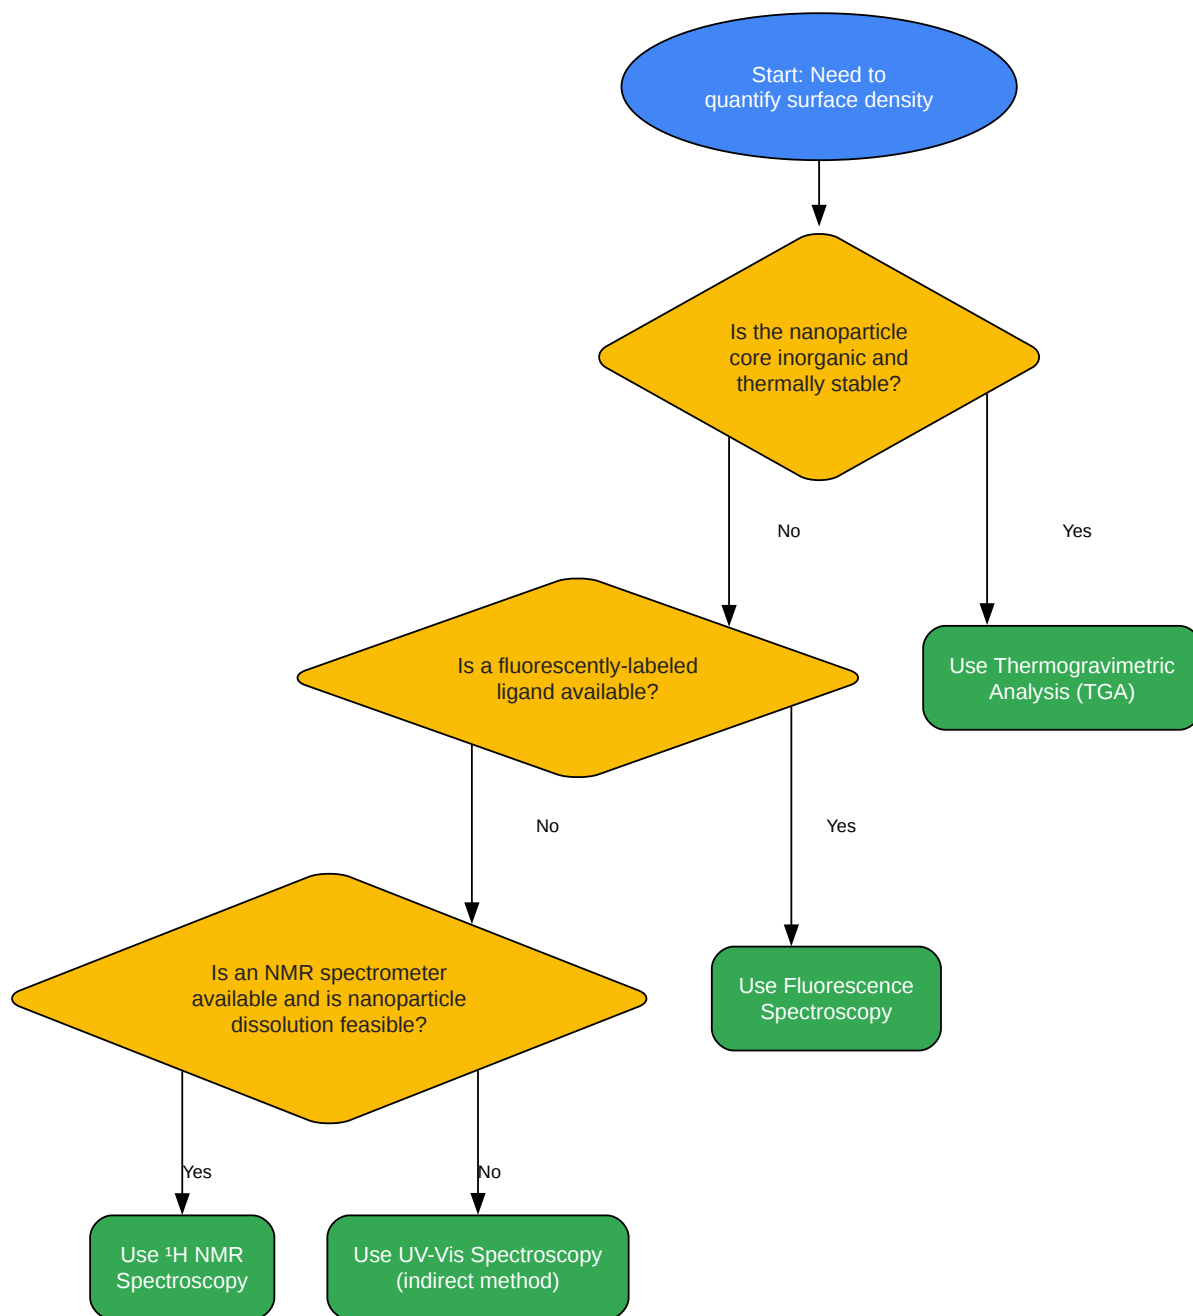 Start: Need to
quantify surface density
Is the nanoparticle
core inorganic and
thermally stable?
No
Yes
Is a fluorescently-labeled
ligand available?
Use Thermogravimetric
Analysis (TGA)
No
Yes
Is an NMR spectrometer
available and is nanoparticle
dissolution feasible?
Use Fluorescence
Spectroscopy
Yes
No
Use ¹H NMR
Spectroscopy
Use UV-Vis Spectroscopy
(indirect method)